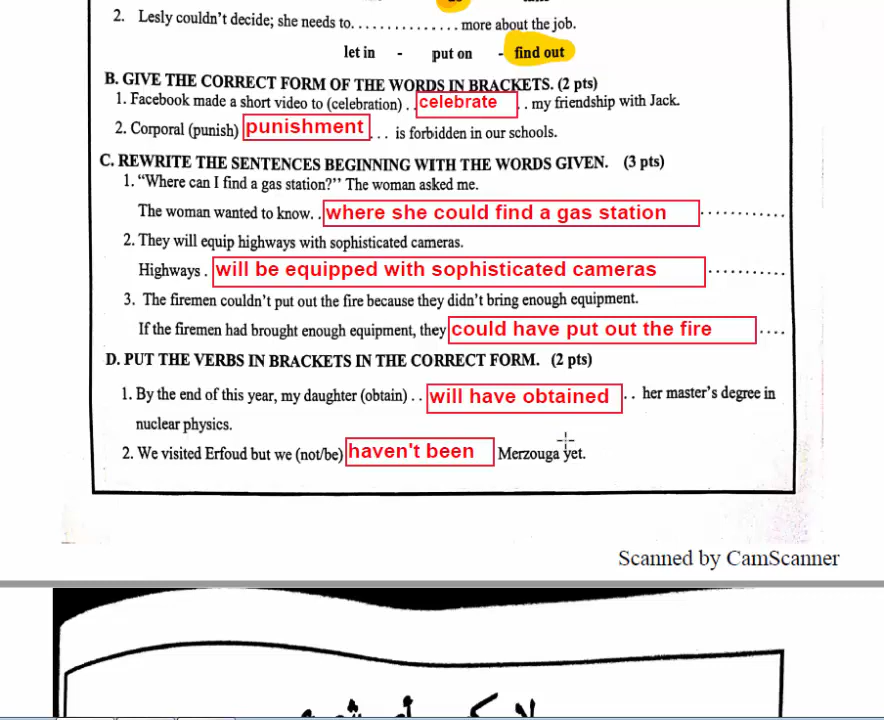 2. Lesly couldn't decide; she needs to. . . . . . . . . . . . . . . . more about the job.
let in - put on - find out
B. GIVE THE CORRECT FORM OF THE WORDS IN BRACKETS. (2 pts)
1. Facebook made a short video to (celebration) . . celebrate . . my friendship with Jack.
2. Corporal (punish) punishment . . . is forbidden in our schools.
C. REWRITE THE SENTENCES BEGINNING WITH THE WORDS GIVEN. (3 pts)
1. “Where can I find a gas station?” The woman asked me.
The woman wanted to know. . where she could find a gas station . . . . . . . . . . . .
2. They will equip highways with sophisticated cameras.
Highways . will be equipped with sophisticated cameras . . . . . . . . . . .
3. The firemen couldn't put out the fire because they didn't bring enough equipment.
If the firemen had brought enough equipment, they could have put out the fire . . . .
D. PUT THE VERBS IN BRACKETS IN THE CORRECT FORM. (2 pts)
1. By the end of this year, my daughter (obtain) . . will have obtained . . her master's degree in
nuclear physics.
2. We visited Erfoud but we (not/be) haven't been Merzouga yet.
Scanned by CamScanner